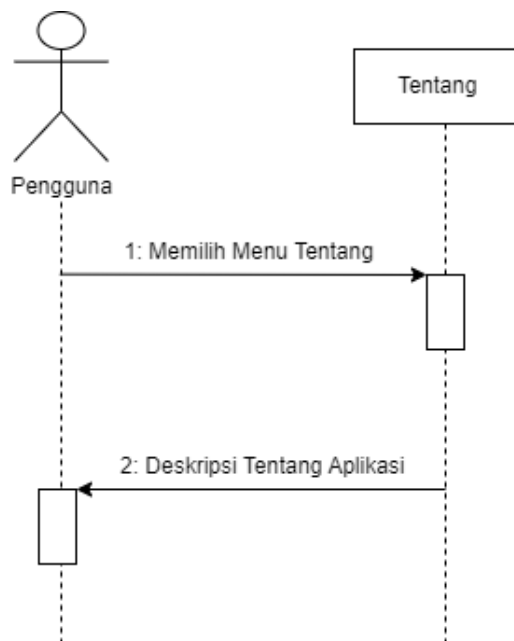 Tentang
Pengguna
1: Memilih Menu Tentang
2: Deskripsi Tentang Aplikasi